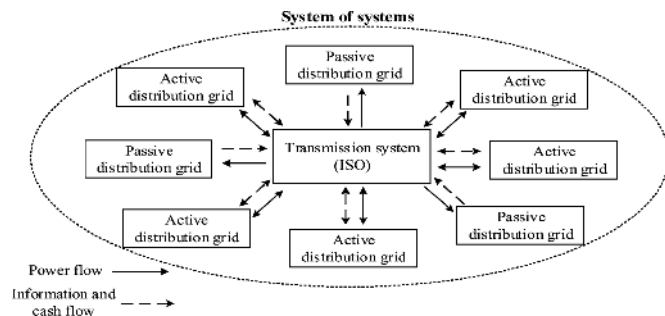 System of systems
Passive
distribution grid
Active
distribution grid
Active
distribution grid
Passive
distribution grid
Transmission system
(ISO)
Active
distribution grid
Active
distribution grid
Active
distribution grid
Passive
distribution grid
Power flow
Information and
cash flow